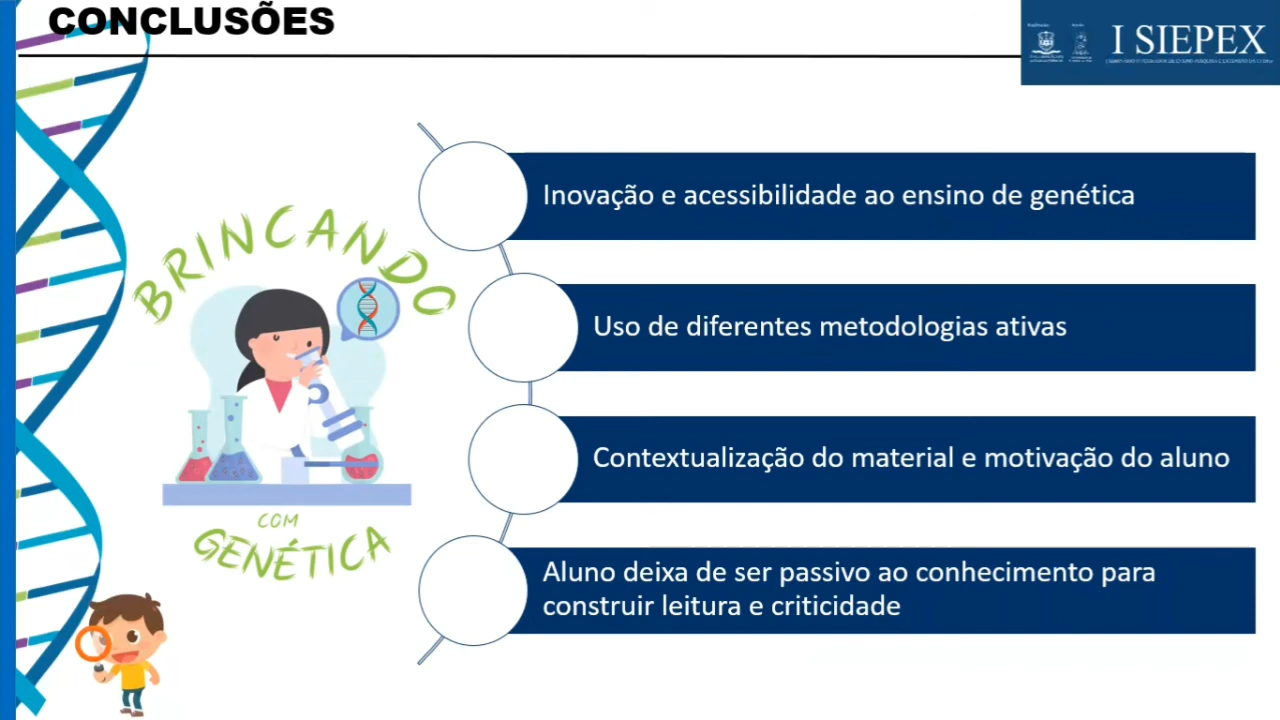 CONCLUSÕES
I SIEPEX
Inovação e acessibilidade ao ensino de genética
BRINCANDO
Uso de diferentes metodologias ativas
Contextualização do material e motivação do aluno
COM
GENÉTICA
Aluno deixa de ser passivo ao conhecimento para
construir leitura e criticidade